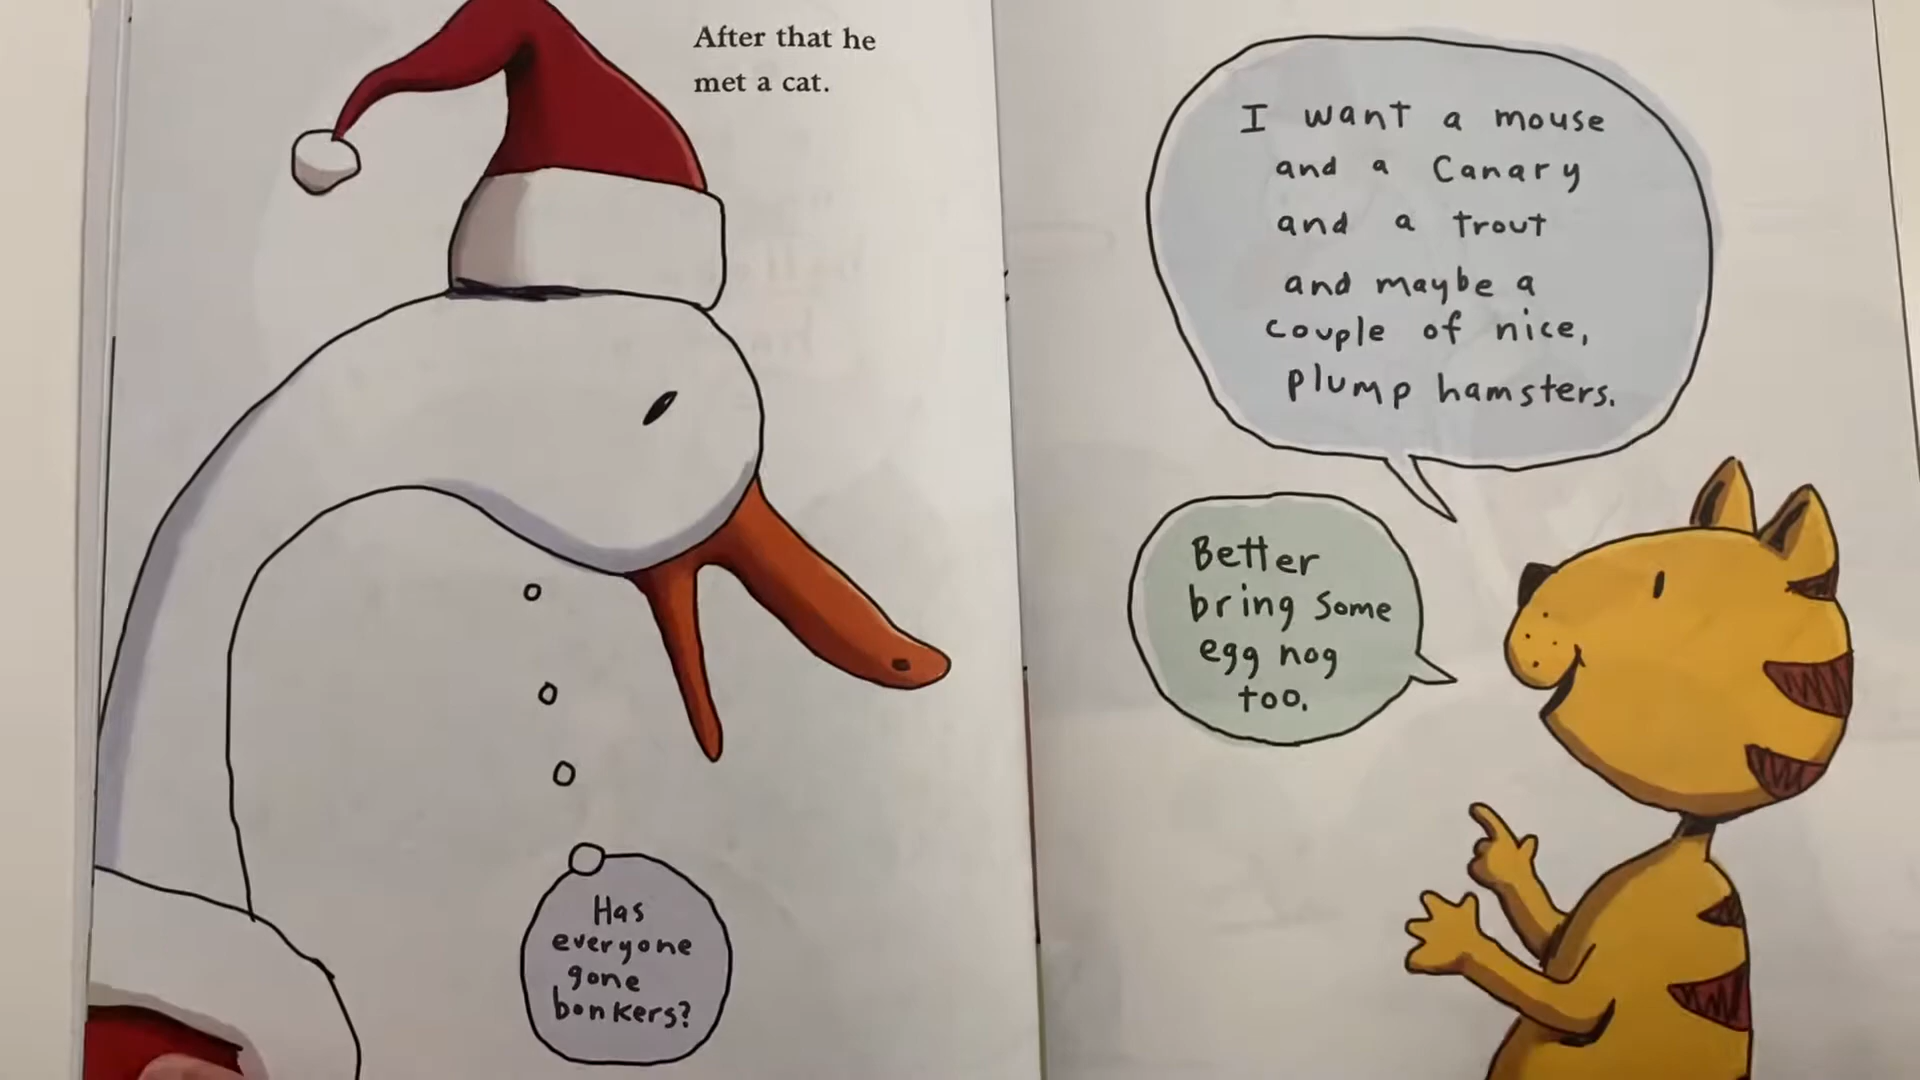 After that he
met a cat.
Has
everyone
gone
bonkers?
I want a mouse
and a Canary
and a trout
and maybe a
couple of nice,
plump hamsters.
Better
bring some
egg nog
too.